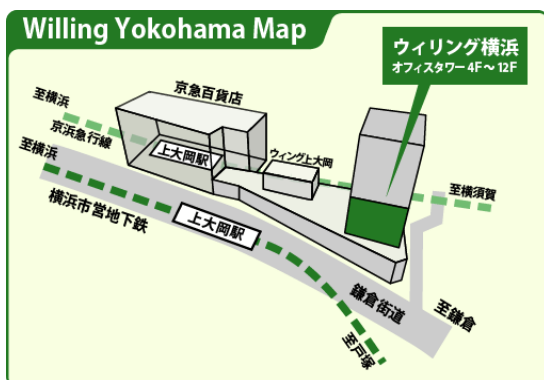 Willing Yokohama Map
ウィリング横浜
オフィスタワー4F～12F
京急百貨店
至横浜
京浜急行線
上大岡駅
ウィング上大岡
至横浜
至横須賀
横浜市営地下鉄
上大岡駅
鎌倉街道
至鎌倉
至戸塚